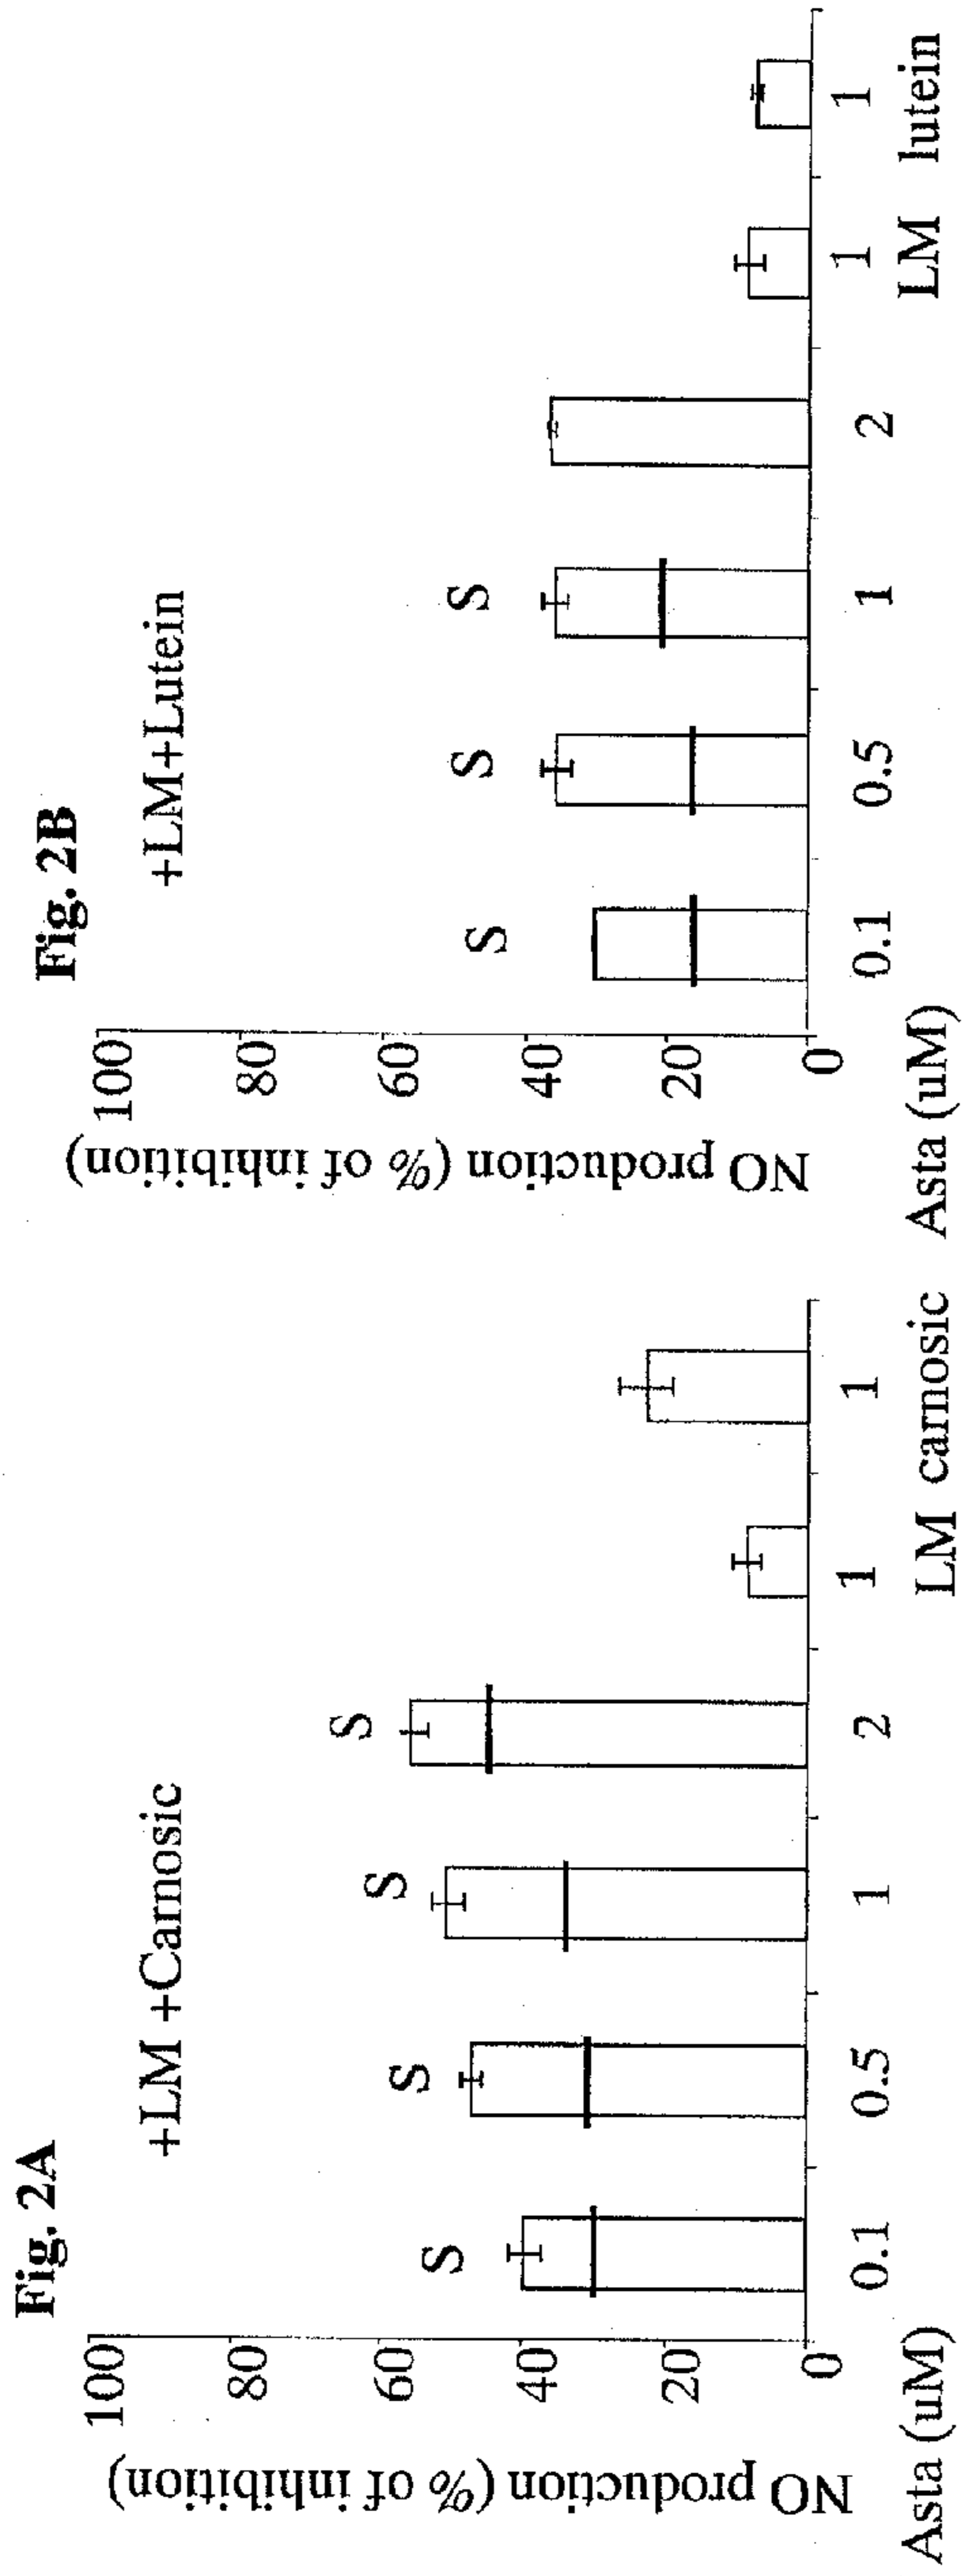 Fig. 2A
+LM +Carnosic
NO production (% of inhibition)
100
80
60
40
20
0
S
S
S
S
0.1
0.5
1
2
1
1
Asta (uM)
LM carnosic
Fig. 2B
+LM+Lutein
NO production (% of inhibition)
100
80
60
40
20
0
S
S
S
0.1
0.5
1
2
1
1
Asta (uM)
LM lutein